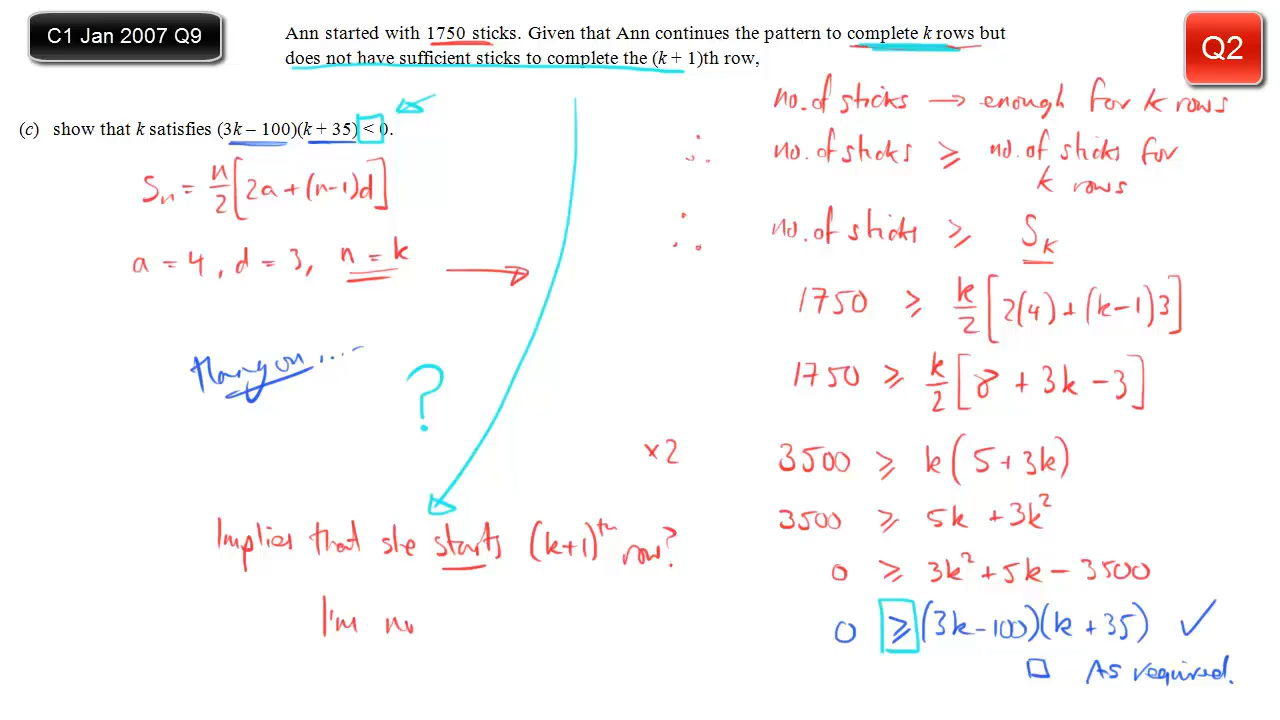 C1 Jan 2007 Q9
Ann started with 1750 sticks. Given that Ann continues the pattern to complete k rows but
does not have sufficient sticks to complete the (k + 1)th row,
Q2
(c) show that k satisfies (3k – 100)(k + 35) < 0.
Sn = n/2 [2a + (n-1)d]
a = 4, d = 3, n = k
Hang on ....
?
Implies that she starts (k+1)th row?
I'm no
no. of sticks → enough for k rows
∴ no. of sticks ⩾ no. of sticks for
k rows
∴ no. of sticks ⩾ Sk
1750 ⩾ k/2 [2(4) + (k-1)3]
1750 ⩾ k/2 [8 + 3k - 3]
×2 3500 ⩾ k(5 + 3k)
3500 ⩾ 5k + 3k²
0 ⩾ 3k² + 5k - 3500
0 ⩾ (3k-100)(k+35) ✓
□ As required.